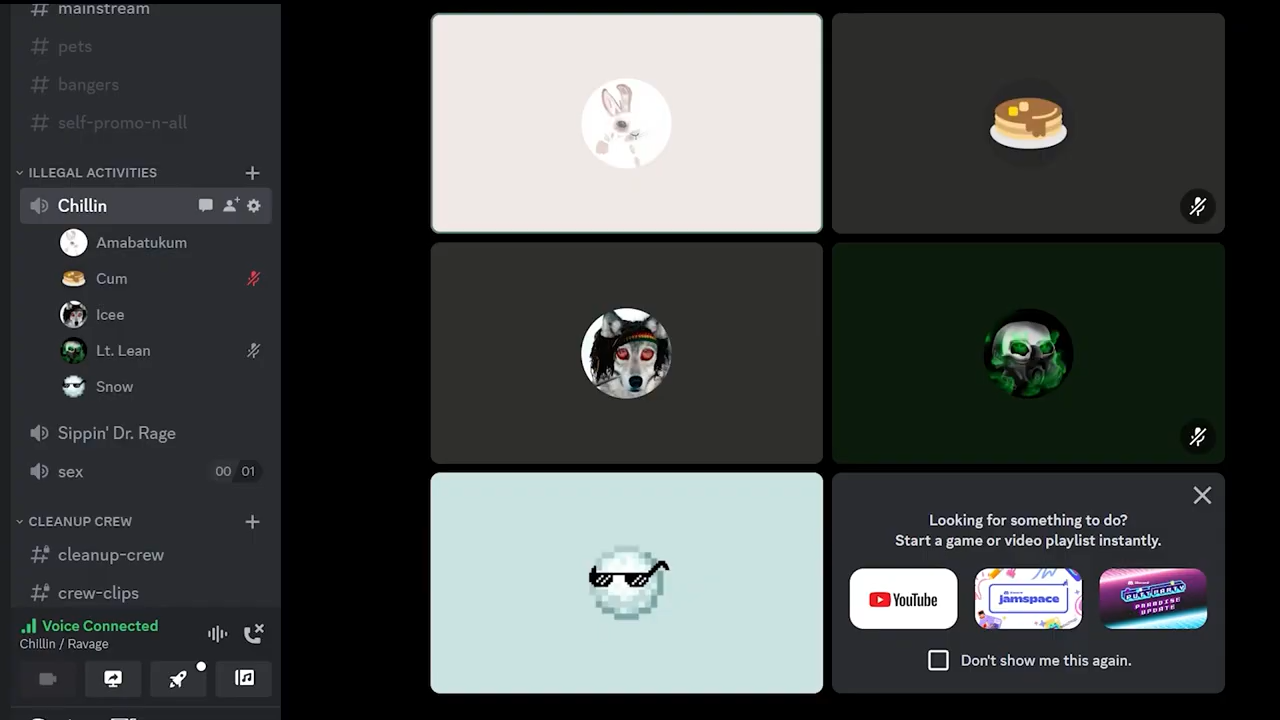 mainstream
pets
bangers
self-promo-n-all
ILLEGAL ACTIVITIES
Chillin
Amabatukum
Cum
Icee
Lt. Lean
Snow
Sippin' Dr. Rage
sex 00 01
CLEANUP CREW
cleanup-crew
crew-clips
Voice Connected
Chillin / Ravage
Looking for something to do?
Start a game or video playlist instantly.
YouTube
jamspace
PARADISE
UPDATE
Don't show me this again.